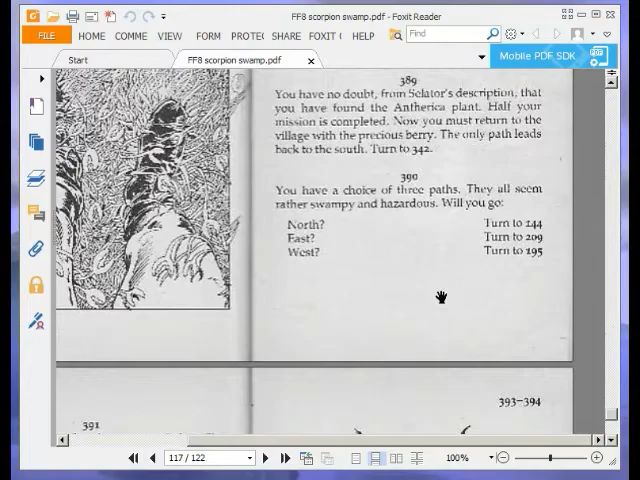 FF8 scorpion swamp.pdf - Foxit Reader
FILE HOME COMME VIEW FORM PROTE SHARE FOXIT ( HELP Find
Start FF8 scorpion swamp.pdf Mobile PDF SDK
389
You have no doubt, from Selator's description, that
you have found the Antherica plant. Half your
mission is completed. Now you must return to the
village with the precious berry. The only path leads
back to the south. Turn to 342.
390
You have a choice of three paths. They all seem
rather swampy and hazardous. Will you go:
North? Turn to 144
East? Turn to 209
West? Turn to 195
393–394
391
117 / 122 100%